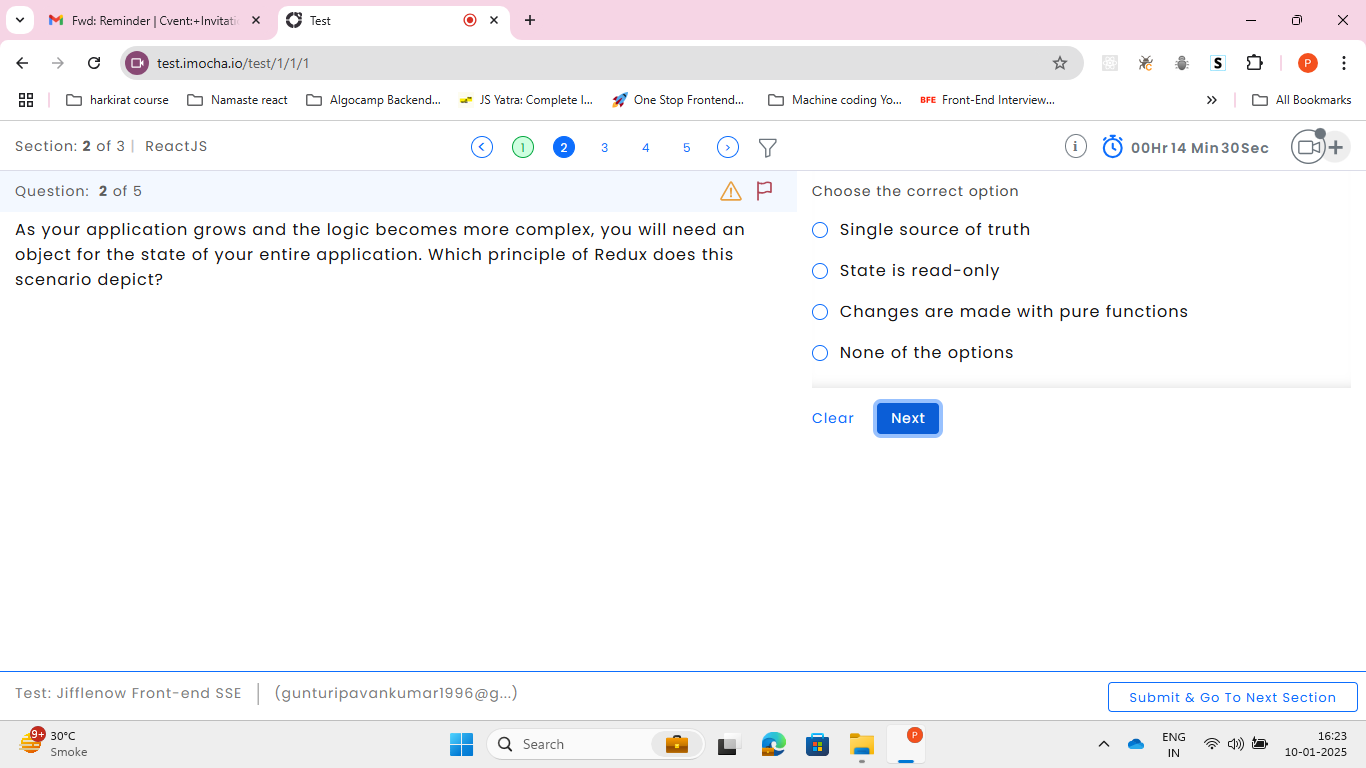 Fwd: Reminder | Cvent:+Invitati
Test
test.imocha.io/test/1/1/1
S
P
harkirat course
Namaste react
Algocamp Backend...
JS Yatra: Complete I...
One Stop Frontend...
Machine coding Yo...
BFE Front-End Interview...
All Bookmarks
Section: 2 of 3 | ReactJS
1 2 3 4 5
00Hr 14 Min 30Sec
Question: 2 of 5
Choose the correct option
As your application grows and the logic becomes more complex, you will need an
object for the state of your entire application. Which principle of Redux does this
scenario depict?
Single source of truth
State is read-only
Changes are made with pure functions
None of the options
Clear
Next
Test: Jifflenow Front-end SSE
(gunturipavankumar1996@g...)
Submit & Go To Next Section
9+
30°C
Smoke
Search
P
ENG
IN
16:23
10-01-2025